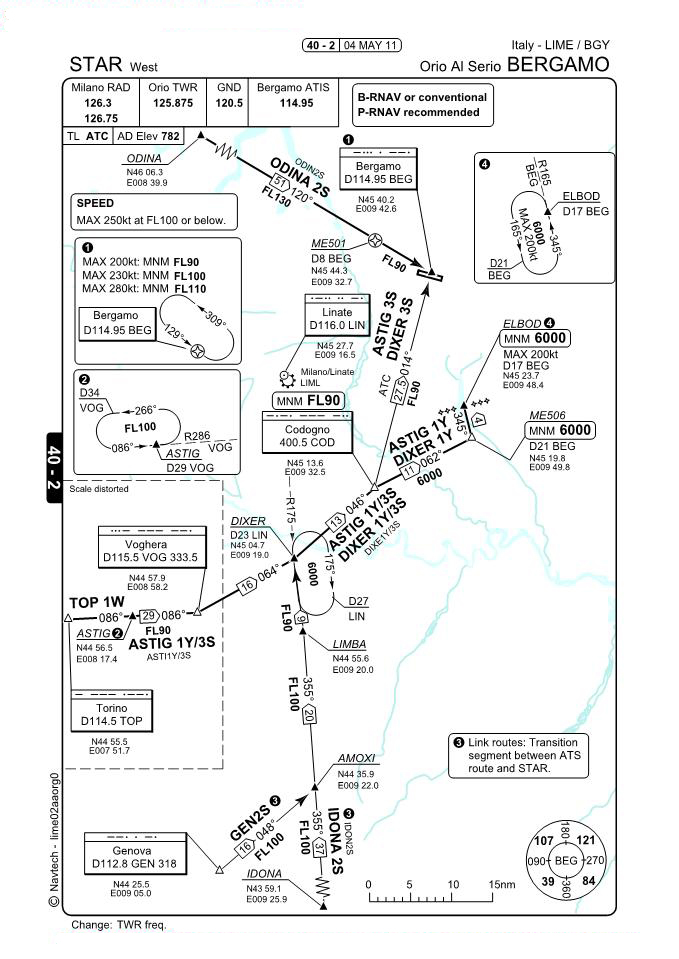 40 - 2 04 MAY 11
Italy - LIME / BGY
STAR West
Orio Al Serio BERGAMO
Milano RAD
126.3
126.75
Orio TWR
125.875
GND
120.5
Bergamo ATIS
114.95
B-RNAV or conventional
P-RNAV recommended
TL ATC AD Elev 782
ODINA
N46 06.3
E008 39.9
ODIN2S
ODINA 2S
51 120°
FL130
1
Bergamo
D114.95 BEG
N45 40.2
E009 42.6
4
R165
BEG
ELBOD
D17 BEG
6000
MAX 200kt
165°
345°
D21
BEG
SPEED
MAX 250kt at FL100 or below.
ME501
D8 BEG
N45 44.3
E009 32.7
FL90
1
MAX 200kt: MNM FL90
MAX 230kt: MNM FL100
MAX 280kt: MNM FL110
Bergamo
D114.95 BEG
309°
129°
Linate
D116.0 LIN
N45 27.7
E009 16.5
Milano/Linate
LIML
ASTIG 3S
DIXER 3S
ATC
27.5 014°
FL90
ELBOD 4
MNM 6000
MAX 200kt
D17 BEG
N45 23.7
E009 48.4
2
D34
VOG
266°
FL100
086°
R286
VOG
ASTIG
D29 VOG
MNM FL90
Codogno
400.5 COD
N45 13.6
E009 32.5
ASTIG 1Y
DIXER 1Y
11 062°
6000
345°
4
ME506
MNM 6000
D21 BEG
N45 19.8
E009 49.8
40 - 2
Scale distorted
Voghera
D115.5 VOG 333.5
N44 57.9
E008 58.2
DIXER
D23 LIN
N45 04.7
E009 19.0
R175
13 046°
ASTIG 1Y/3S
DIXER 1Y/3S
DIXE1Y/3S
16 064°
6000
175°
D27
LIN
TOP 1W
086°
29 086°
FL90
ASTIG 1Y/3S
ASTI1Y/3S
ASTIG 2
N44 56.5
E008 17.4
9
FL90
LIMBA
N44 55.6
E009 20.0
Torino
D114.5 TOP
N44 55.5
E007 51.7
355°
FL100
20
AMOXI
N44 35.9
E009 22.0
3 Link routes: Transition
segment between ATS
route and STAR.
GEN2S 3
16 048°
FL100
3
IDON2S
IDONA 2S
355°
FL100
37
Genova
D112.8 GEN 318
N44 25.5
E009 05.0
IDONA
N43 59.1
E009 25.9
0 5 10 15nm
180
107 121
090 BEG 270
39 84
360
© Navtech - lime02aaorg0
Change: TWR freq.